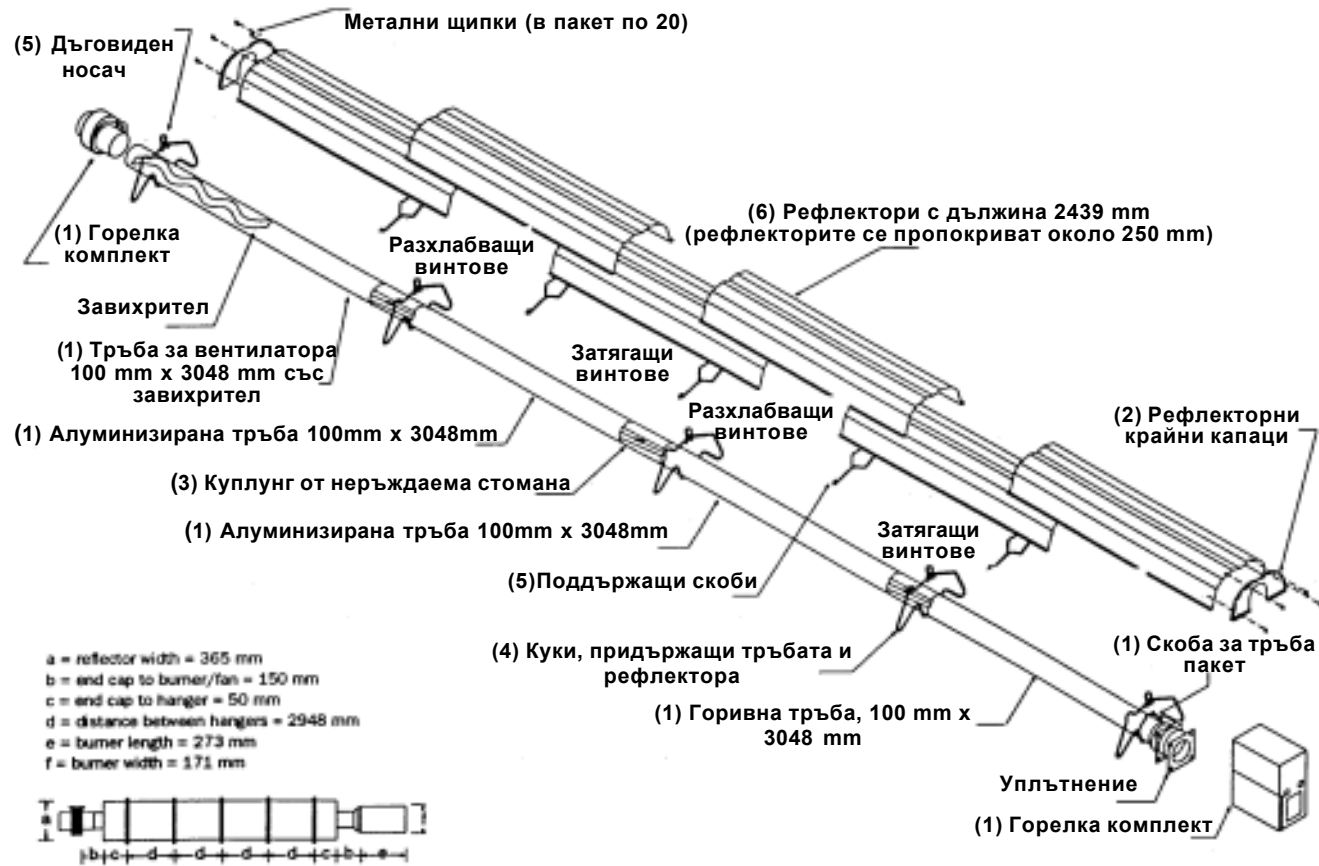 Метални щипки (в пакет по 20)
(5) Дъговиден
носач
(6) Рефлектори с дължина 2439 mm
(рефлекторите се пропокриват около 250 mm)
(1) Горелка
комплект
Разхлабващи
винтове
Завихрител
(1) Тръба за вентилатора
100 mm x 3048 mm със
завихрител
Затягащи
винтове
Разхлабващи
винтове
(2) Рефлекторни
крайни капаци
(1) Алуминизирана тръба 100mm x 3048mm
(3) Куплунг от неръждаема стомана
(1) Алуминизирана тръба 100mm x 3048mm
Затягащи
винтове
(5)Поддържащи скоби
(4) Куки, придържащи тръбата и
рефлектора
(1) Скоба за тръба
пакет
(1) Горивна тръба, 100 mm x
3048 mm
Уплътнение
(1) Горелка комплект
a = reflector width = 365 mm
b = end cap to burner/fan = 150 mm
c = end cap to hanger = 50 mm
d = distance between hangers = 2948 mm
e = burner length = 273 mm
f = burner width = 171 mm
a
b c d d d d c b e